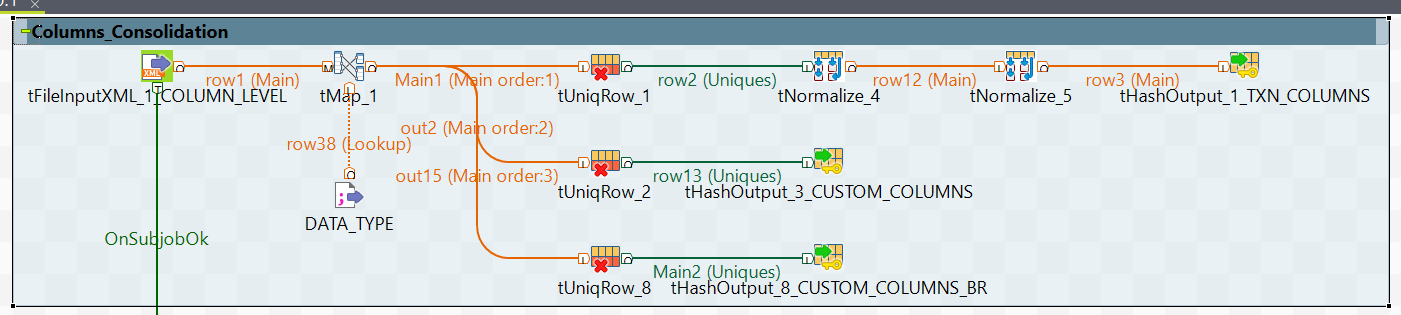 Columns_Consolidation
row1 (Main)
Main1 (Main order:1)
row2 (Uniques)
row12 (Main)
row3 (Main)
tFileInputXML_1_COLUMN_LEVEL
tMap_1
tUniqRow_1
tNormalize_4
tNormalize_5
tHashOutput_1_TXN_COLUMNS
out2 (Main order:2)
row38 (Lookup)
out15 (Main order:3)
row13 (Uniques)
tUniqRow_2
tHashOutput_3_CUSTOM_COLUMNS
DATA_TYPE
OnSubjobOk
Main2 (Uniques)
tUniqRow_8
tHashOutput_8_CUSTOM_COLUMNS_BR